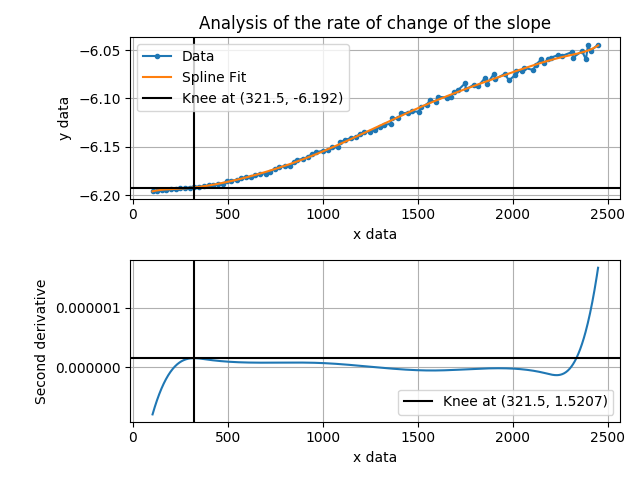 Analysis of the rate of change of the slope
Data
Spline Fit
Knee at (321.5, -6.192)
y data
−6.05
−6.10
−6.15
−6.20
0
500
1000
1500
2000
2500
x data
Second derivative
0.000001
0.000000
Knee at (321.5, 1.5207)
0
500
1000
1500
2000
2500
x data